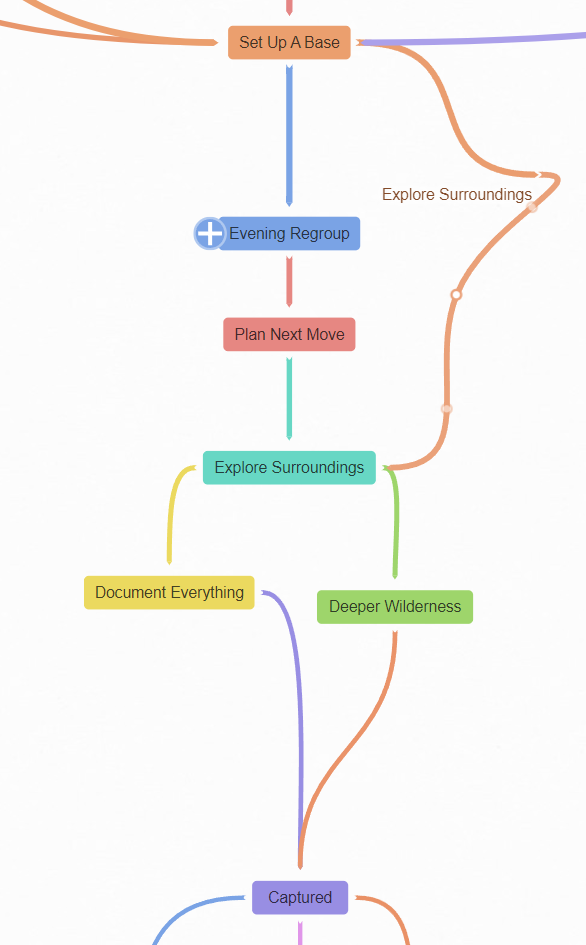 Set Up A Base
Explore Surroundings
Evening Regroup
Plan Next Move
Explore Surroundings
Document Everything
Deeper Wilderness
Captured